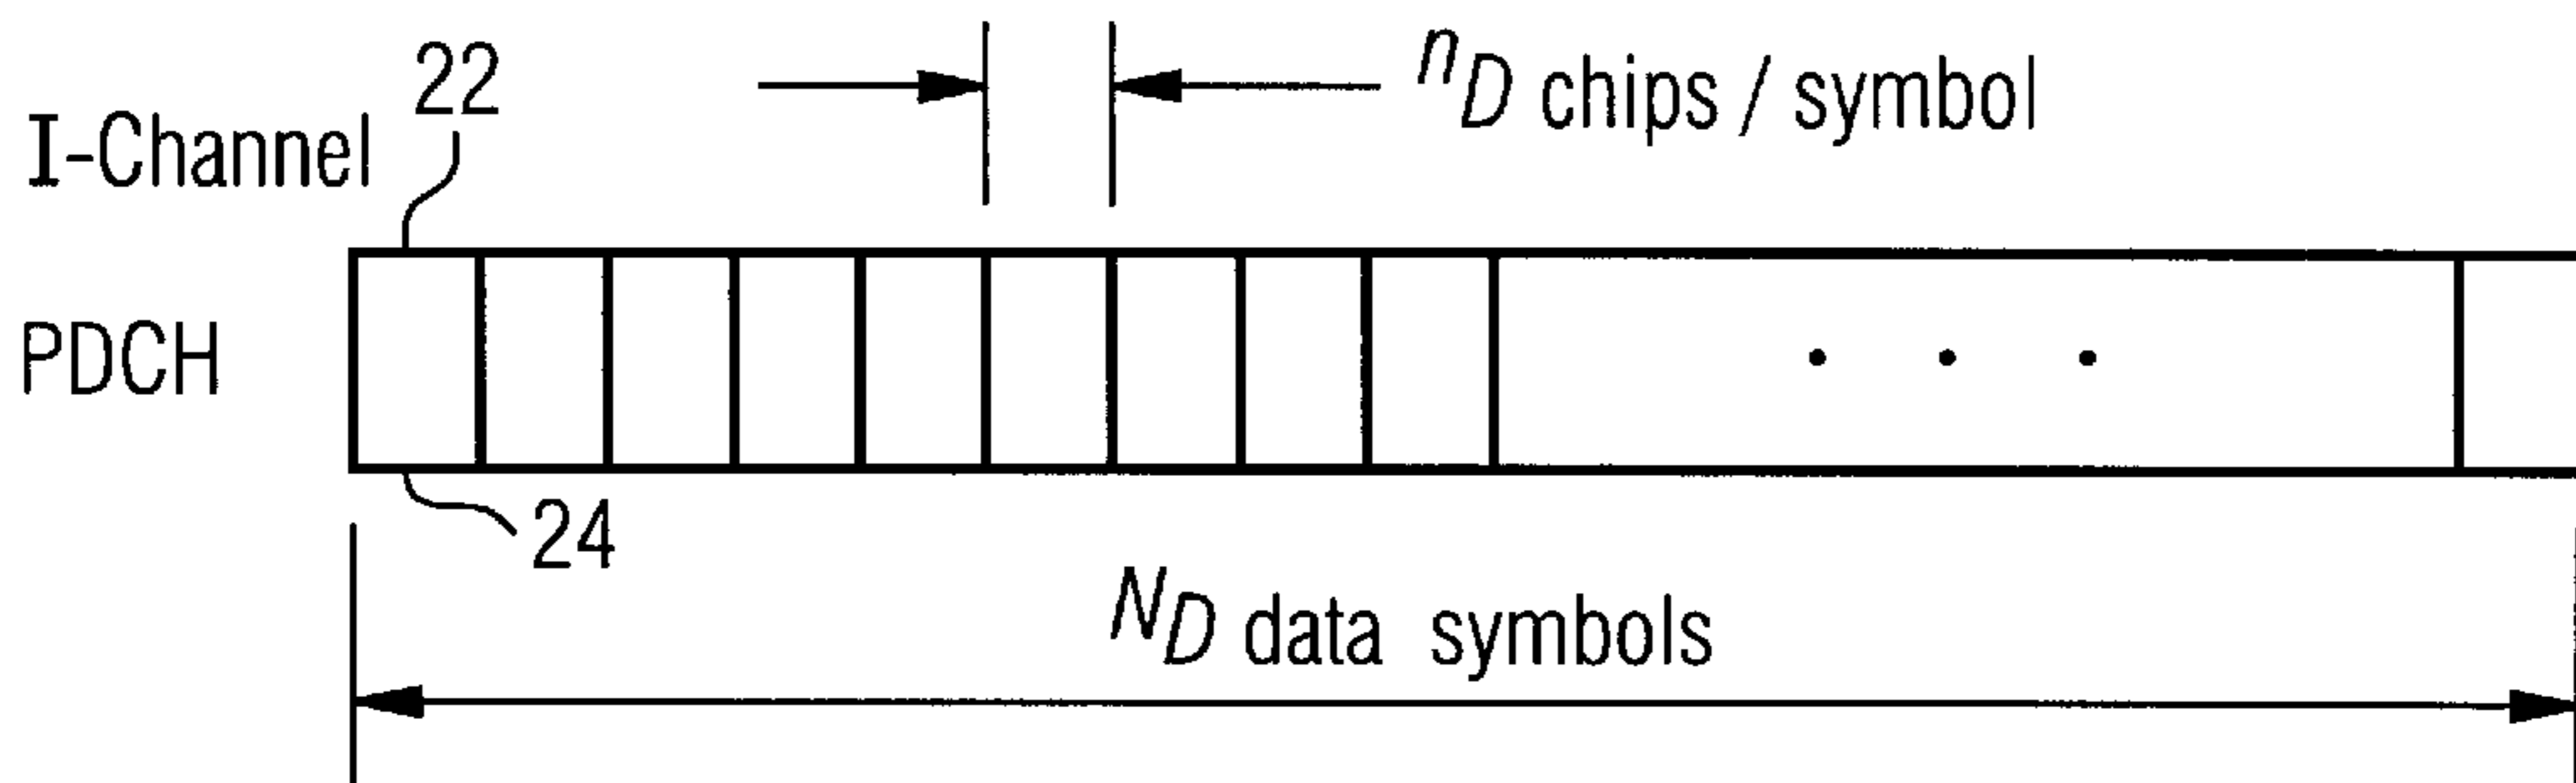 22
n_D chips / symbol
I-Channel
PDCH
• • •
24
N_D data symbols